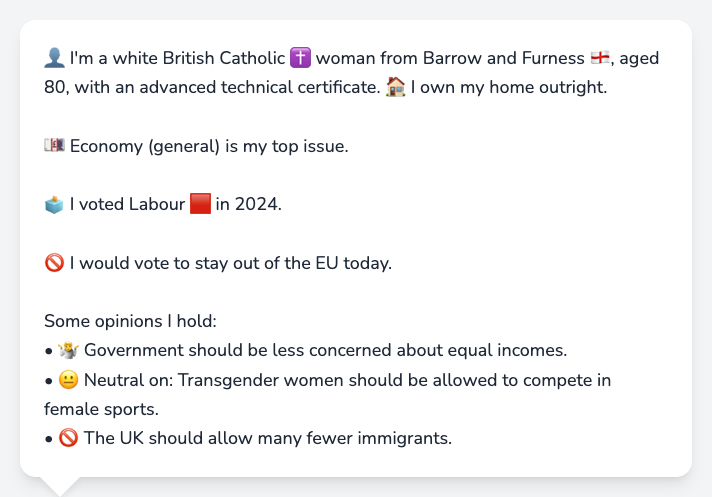 👤 I'm a white British Catholic ✝️ woman from Barrow and Furness 🏴󠁧󠁢󠁥󠁮󠁧󠁿, aged
80, with an advanced technical certificate. 🏠 I own my home outright.
💷 Economy (general) is my top issue.
🗳️ I voted Labour 🟥 in 2024.
🚫 I would vote to stay out of the EU today.
Some opinions I hold:
• 🤷 Government should be less concerned about equal incomes.
• 😐 Neutral on: Transgender women should be allowed to compete in
female sports.
• 🚫 The UK should allow many fewer immigrants.